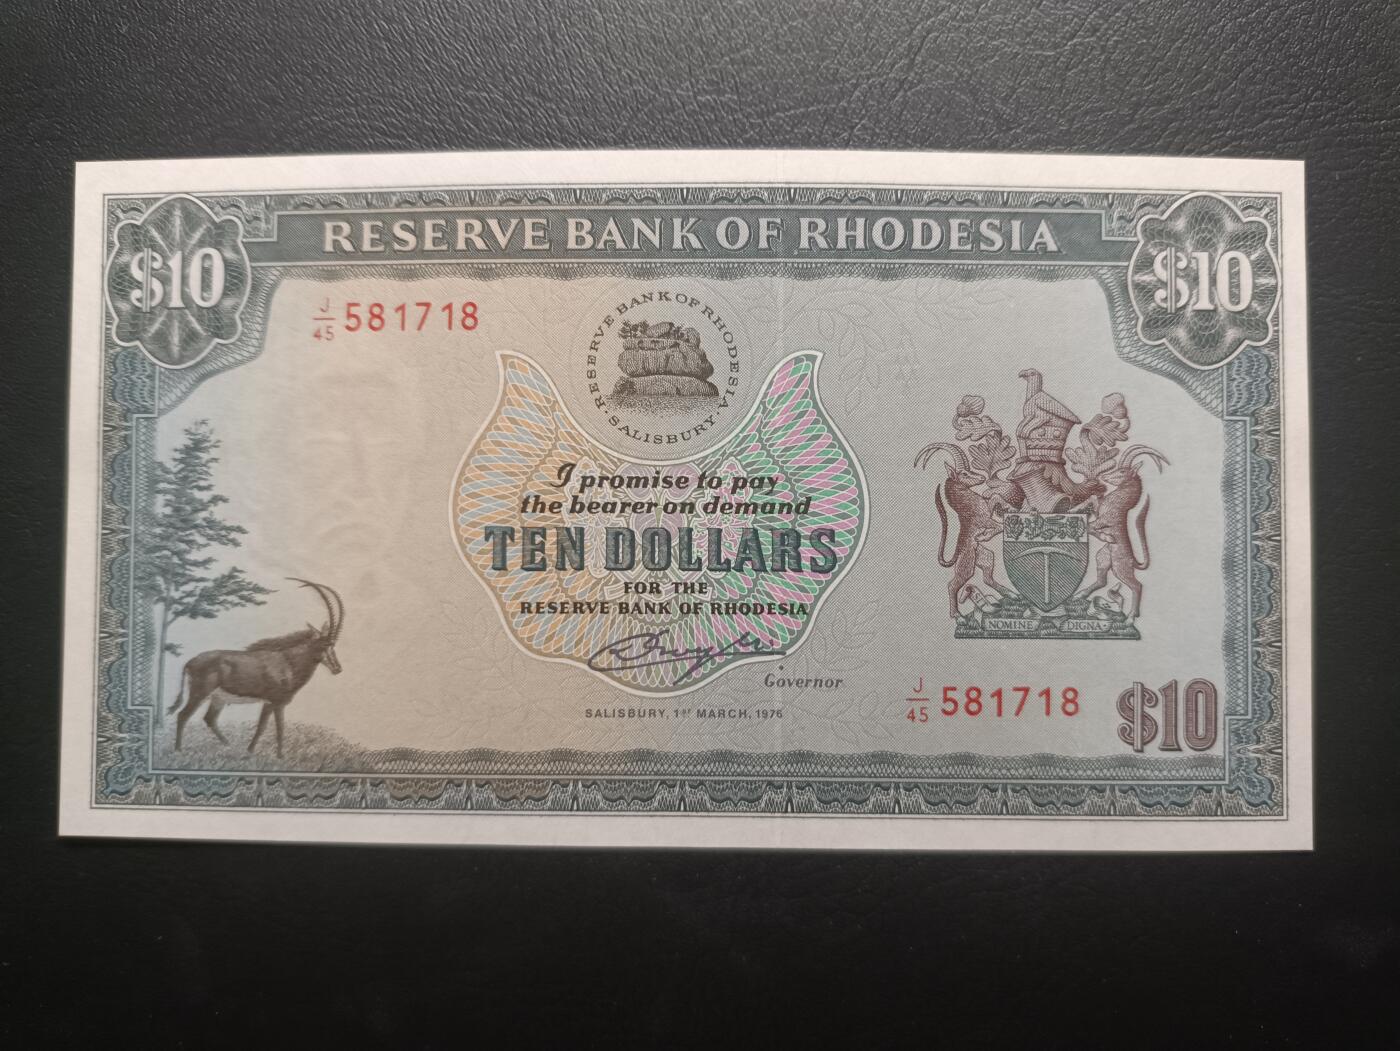 RESERVE BANK OF RHODESIA
$10
$10
J/45 581718
RESERVE BANK OF RHODESIA · SALISBURY ·
I promise to pay
the bearer on demand
TEN DOLLARS
FOR THE
RESERVE BANK OF RHODESIA
Governor
SALISBURY, 1ST MARCH, 1976
NOMINE DIGNA
J/45 581718
$10